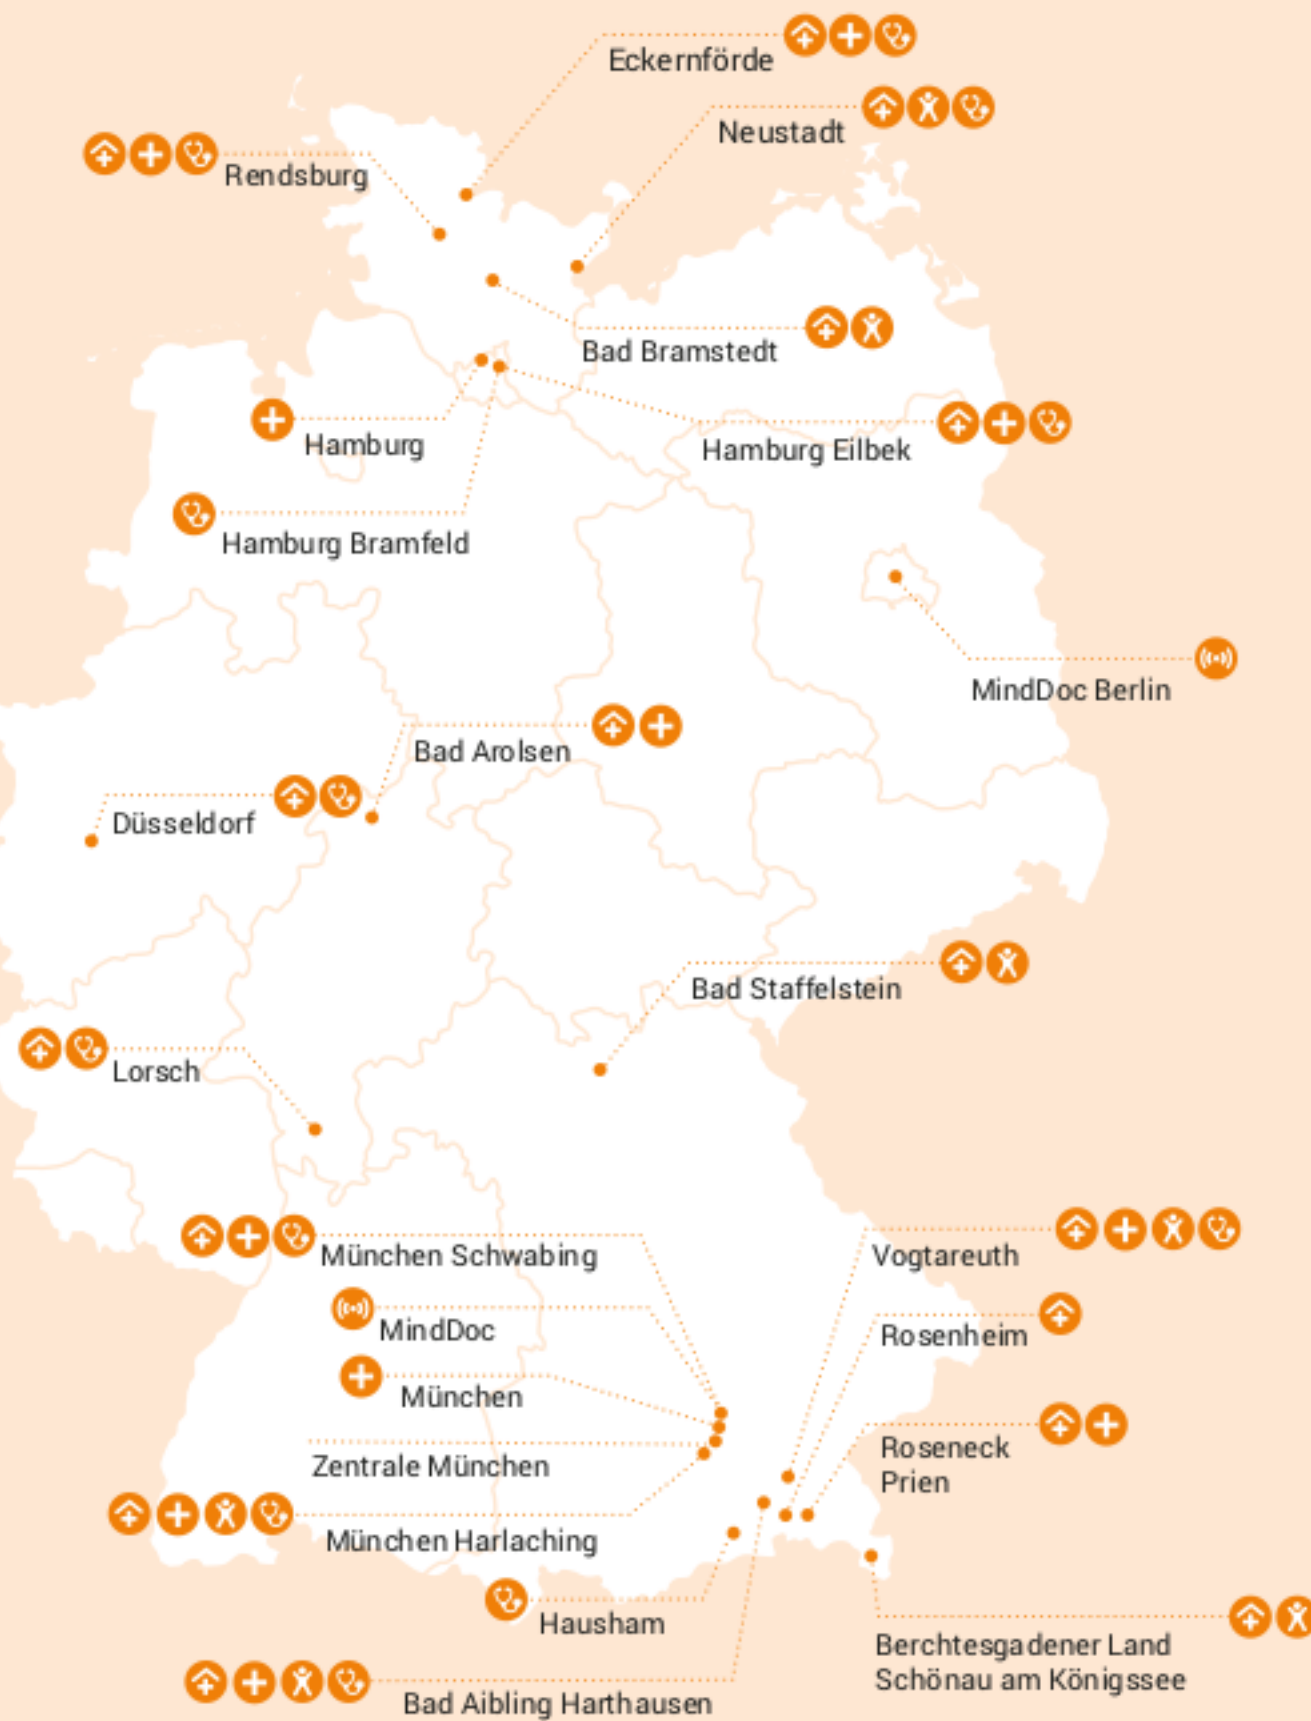 Eckernförde
Neustadt
Rendsburg
Bad Bramstedt
Hamburg
Hamburg Eilbek
Hamburg Bramfeld
MindDoc Berlin
Bad Arolsen
Düsseldorf
Bad Staffelstein
Lorsch
München Schwabing
Vogtareuth
MindDoc
Rosenheim
München
Roseneck
Prien
Zentrale München
München Harlaching
Hausham
Berchtesgadener Land
Schönau am Königssee
Bad Aibling Harthausen